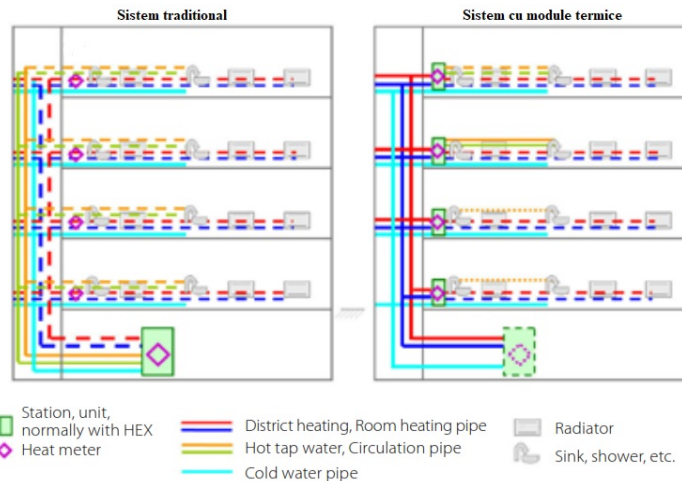 Sistem traditional
Sistem cu module termice
Station, unit,
normally with HEX
Heat meter
District heating, Room heating pipe
Hot tap water, Circulation pipe
Cold water pipe
Radiator
Sink, shower, etc.